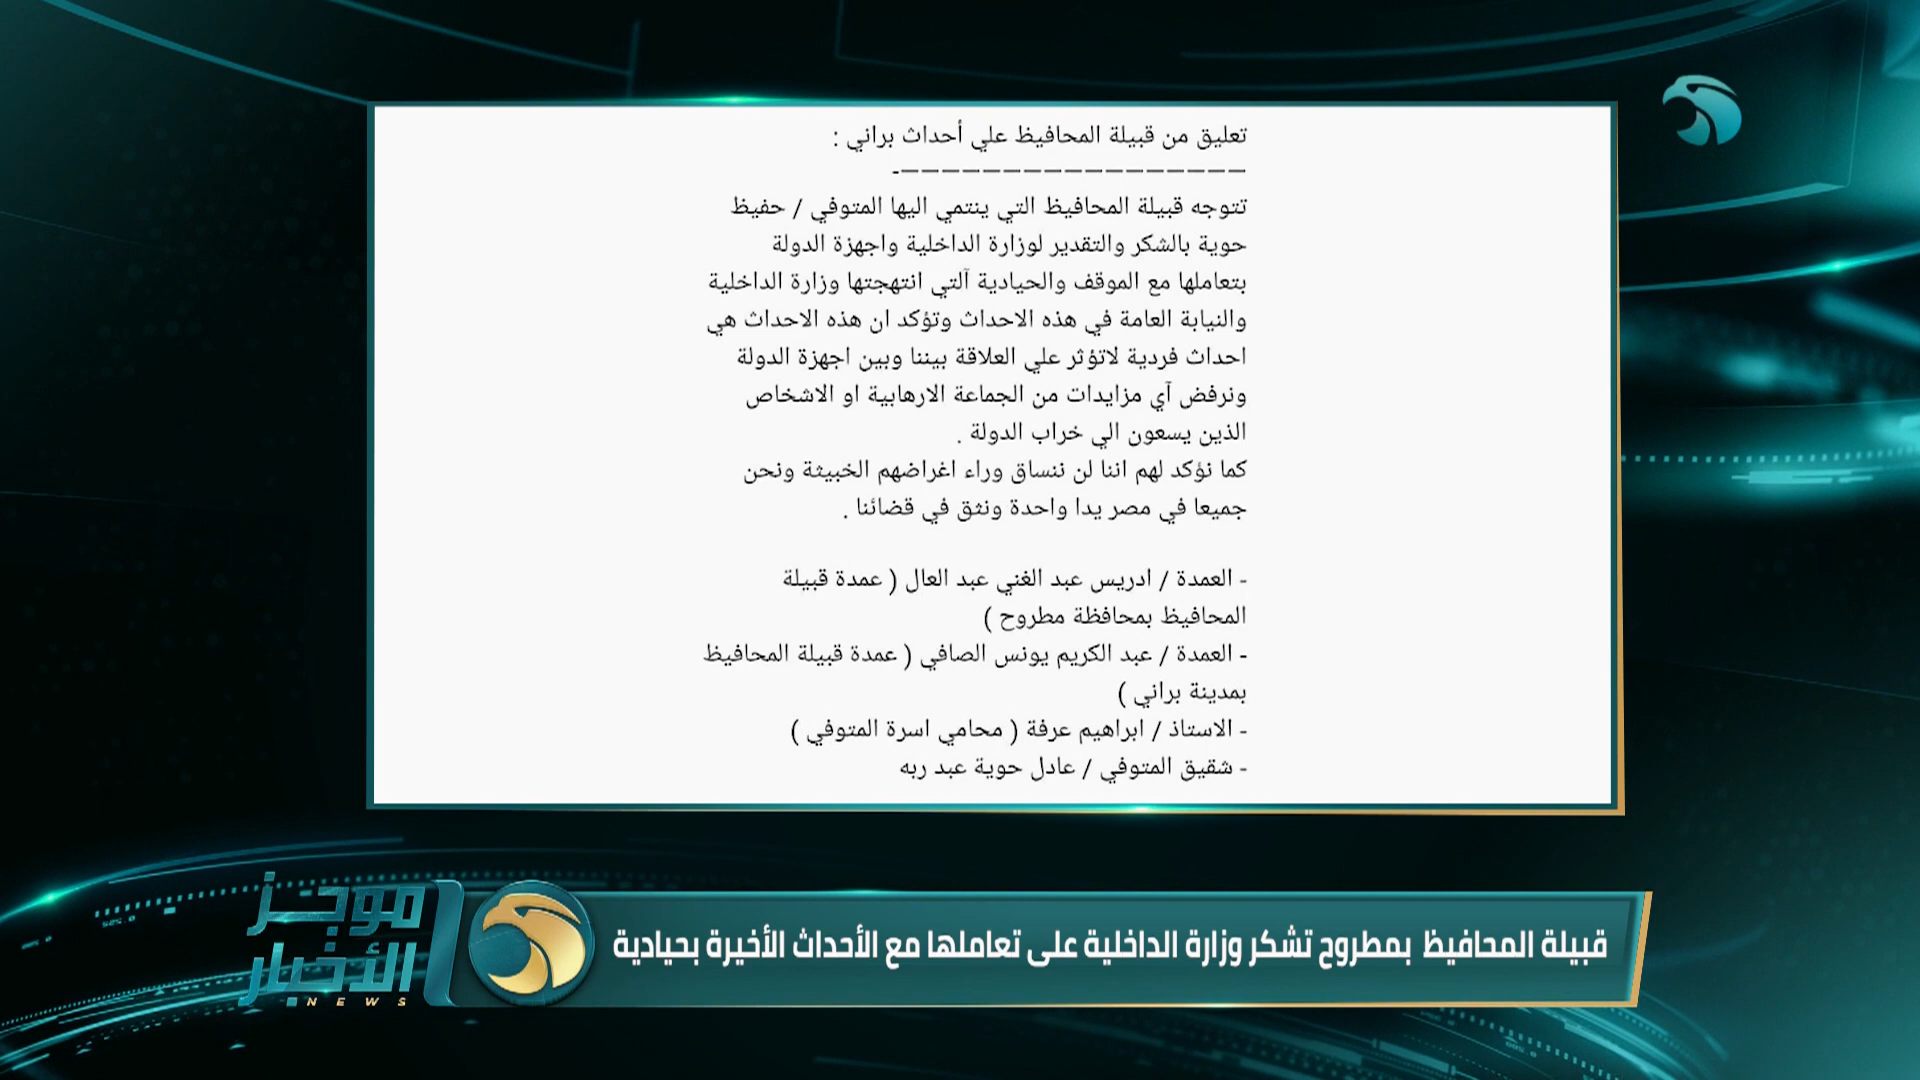 تعليق من قبيلة المحافيظ علي أحداث براني :
—————————————————-
تتوجه قبيلة المحافيظ التي ينتمي اليها المتوفي / حفيظ
حوية بالشكر والتقدير لوزارة الداخلية واجهزة الدولة
بتعاملها مع الموقف والحيادية آلتي انتهجتها وزارة الداخلية
والنيابة العامة في هذه الاحداث وتؤكد ان هذه الاحداث هي
احداث فردية لاتؤثر علي العلاقة بيننا وبين اجهزة الدولة
ونرفض آي مزايدات من الجماعة الارهابية او الاشخاص
الذين يسعون الي خراب الدولة .
كما نؤكد لهم اننا لن ننساق وراء اغراضهم الخبيثة ونحن
جميعا في مصر يدا واحدة ونثق في قضائنا .
- العمدة / ادريس عبد الغني عبد العال ( عمدة قبيلة
المحافيظ بمحافظة مطروح )
- العمدة / عبد الكريم يونس الصافي ( عمدة قبيلة المحافيظ
بمدينة براني )
- الاستاذ / ابراهيم عرفة ( محامي اسرة المتوفي )
- شقيق المتوفي / عادل حوية عبد ربه
قبيلة المحافيظ بمطروح تشكر وزارة الداخلية على تعاملها مع الأحداث الأخيرة بحيادية
موجز
الأخبار
NEWS